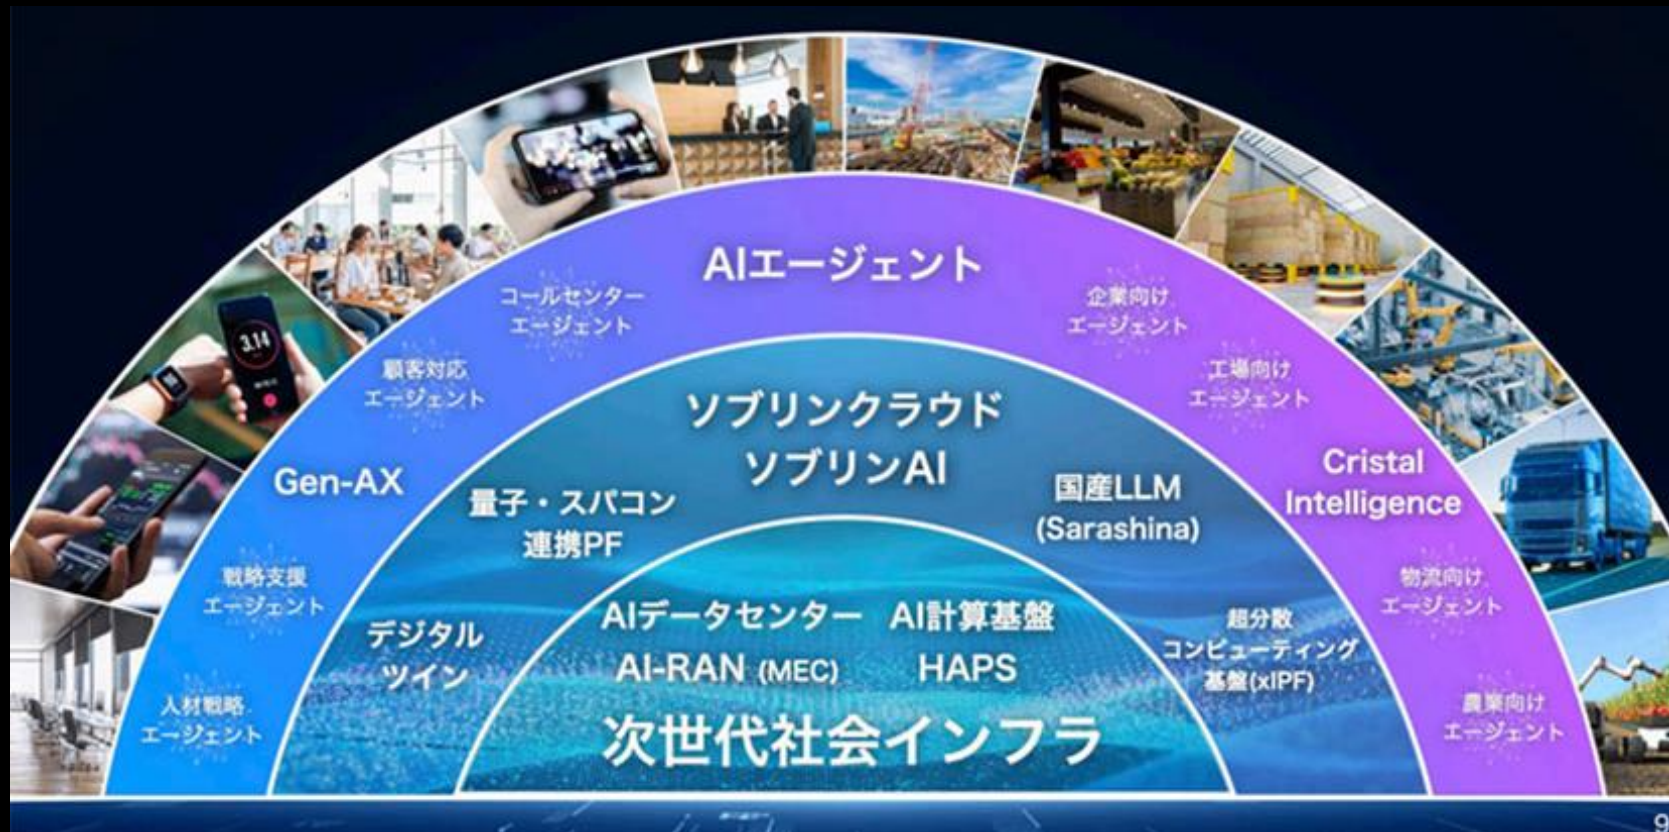 AIエージェント
コールセンター
エージェント
企業向け
エージェント
顧客対応
エージェント
工場向け
エージェント
Gen-AX
Cristal
Intelligence
戦略支援
エージェント
物流向け
エージェント
人材戦略
エージェント
農業向け
エージェント
ソブリンクラウド
ソブリンAI
量子・スパコン
連携PF
国産LLM
(Sarashina)
デジタル
ツイン
超分散
コンピューティング
基盤(xIPF)
AIデータセンター AI計算基盤
AI-RAN (MEC) HAPS
次世代社会インフラ
3.14
9